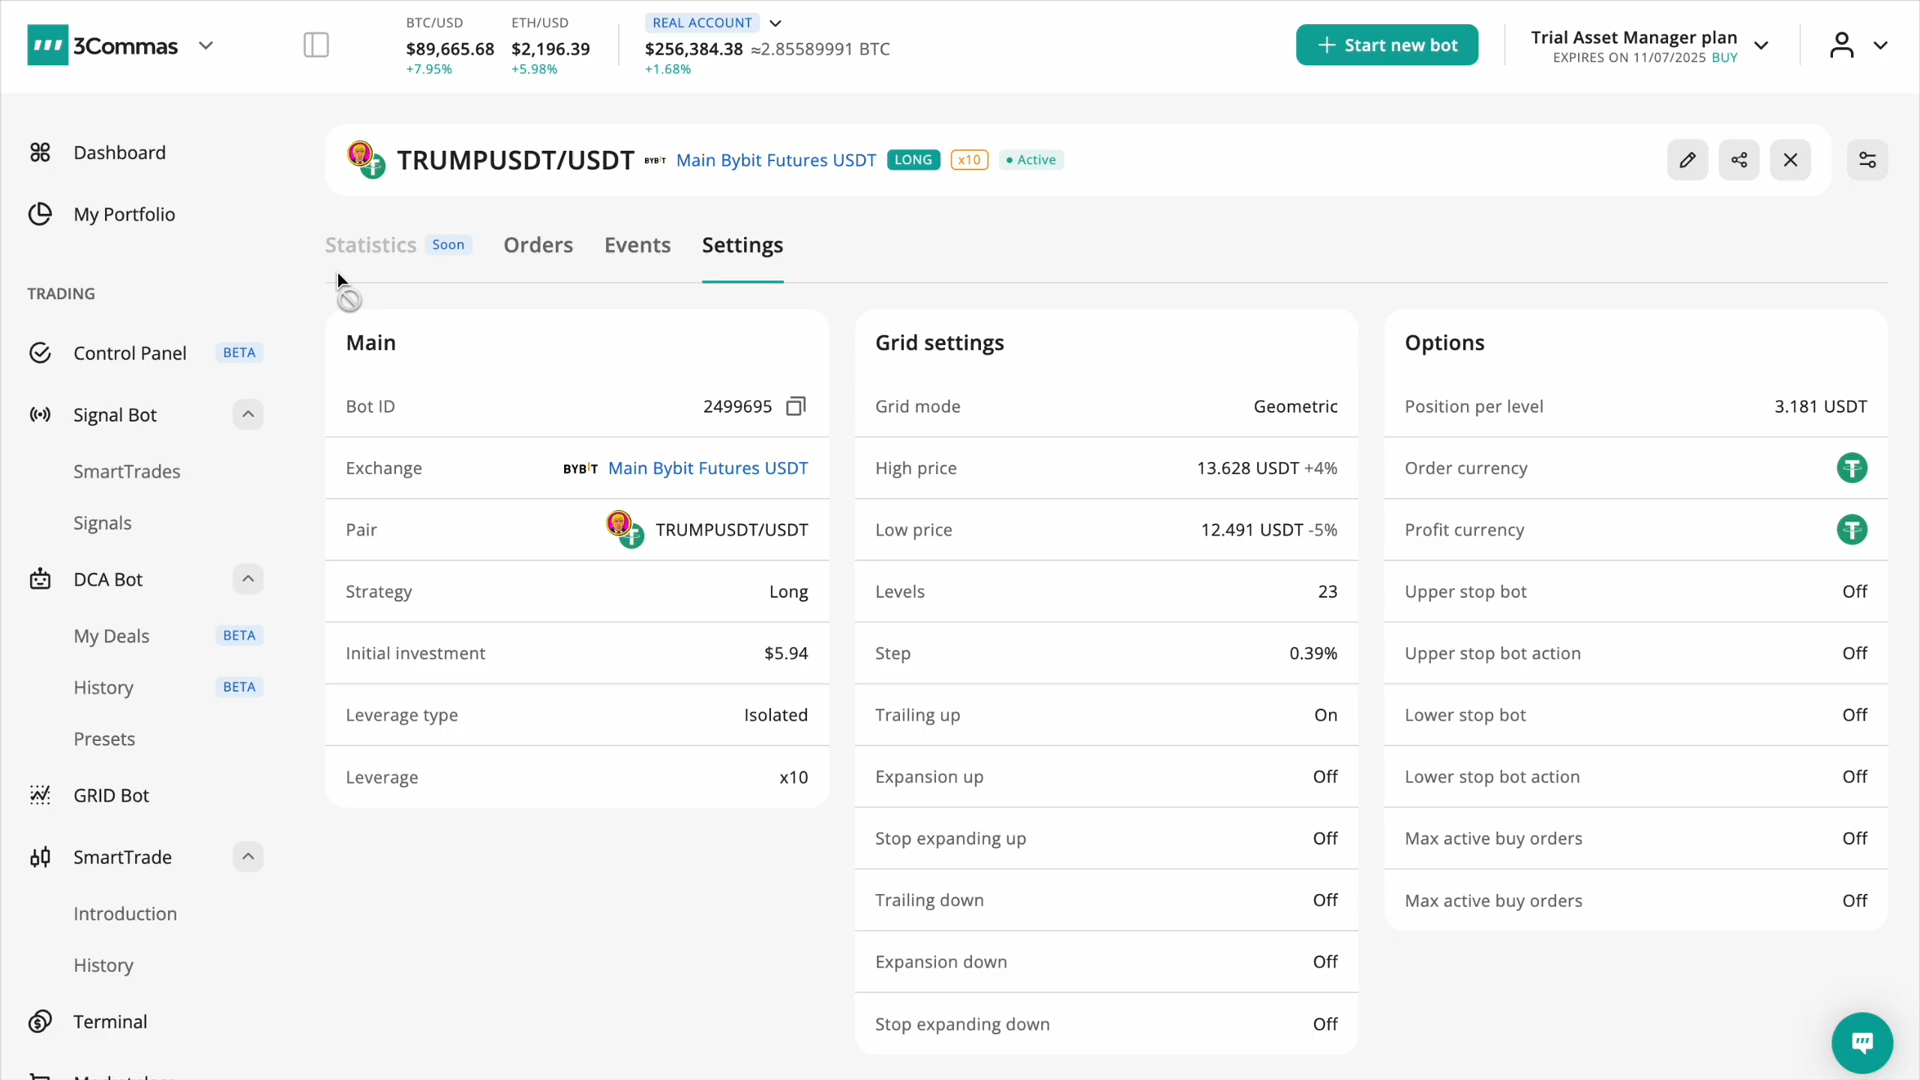 3Commas
BTC/USD
$89,665.68
+7.95%
ETH/USD
$2,196.39
+5.98%
REAL ACCOUNT
$256,384.38 ≈2.85589991 BTC
+1.68%
Start new bot
Trial Asset Manager plan
EXPIRES ON 11/07/2025 BUY
Dashboard
My Portfolio
TRADING
Control Panel BETA
Signal Bot
SmartTrades
Signals
DCA Bot
My Deals BETA
History BETA
Presets
GRID Bot
SmartTrade
Introduction
History
Terminal
TRUMPUSDT/USDT BYBIT Main Bybit Futures USDT LONG x10 Active
Statistics Soon Orders Events Settings
Main
Bot ID 2499695
Exchange BYBIT Main Bybit Futures USDT
Pair TRUMPUSDT/USDT
Strategy Long
Initial investment $5.94
Leverage type Isolated
Leverage x10
Grid settings
Grid mode Geometric
High price 13.628 USDT +4%
Low price 12.491 USDT -5%
Levels 23
Step 0.39%
Trailing up On
Expansion up Off
Stop expanding up Off
Trailing down Off
Expansion down Off
Stop expanding down Off
Options
Position per level 3.181 USDT
Order currency
Profit currency
Upper stop bot Off
Upper stop bot action Off
Lower stop bot Off
Lower stop bot action Off
Max active buy orders Off
Max active buy orders Off